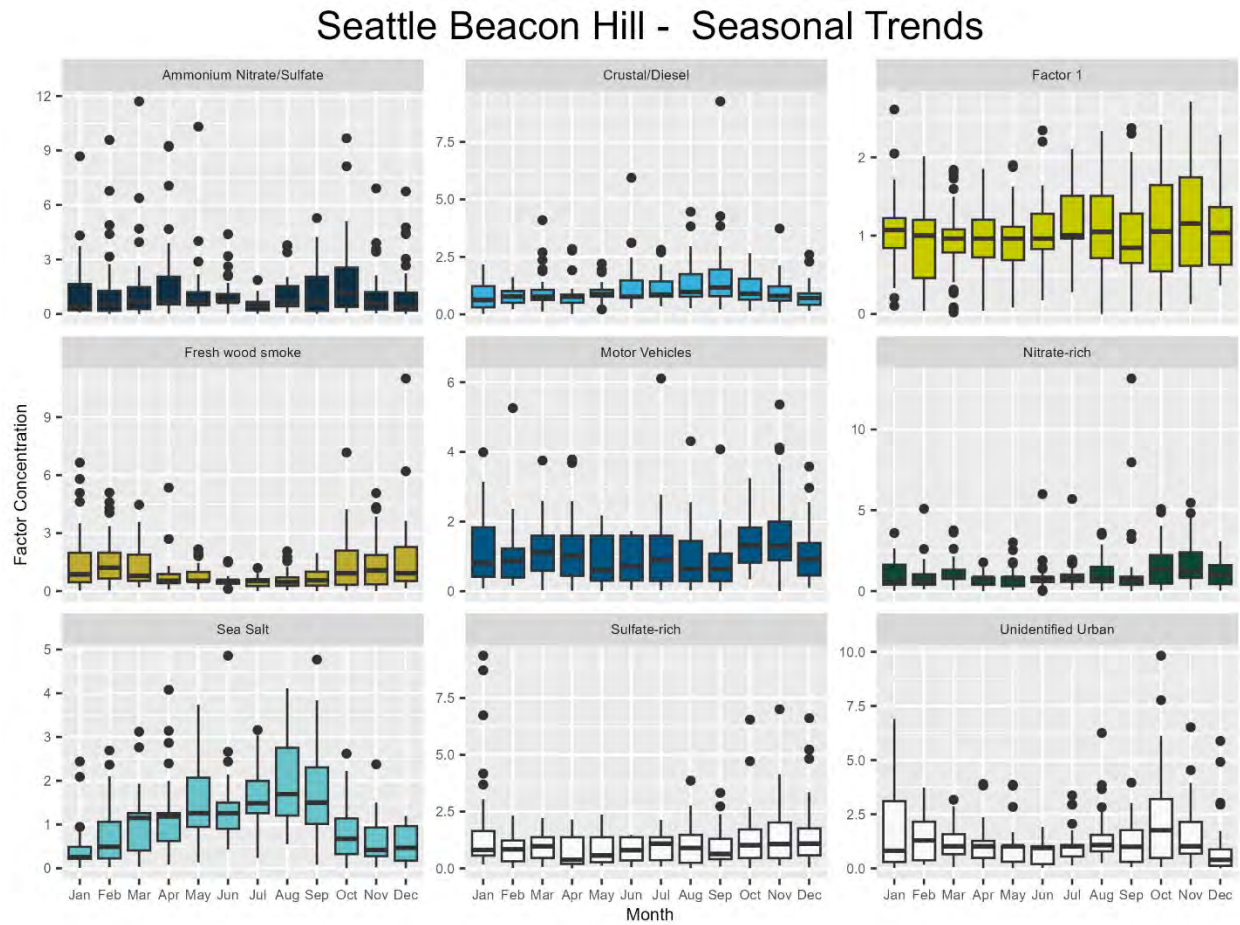 Seattle Beacon Hill - Seasonal Trends
Ammonium Nitrate/Sulfate
Crustal/Diesel
Factor 1
12
9
6
3
0
7.5
5.0
2.5
0.0
2
1
0
Fresh wood smoke
Motor Vehicles
Nitrate-rich
9
6
3
0
6
4
2
0
10
5
0
Factor Concentration
Sea Salt
Sulfate-rich
Unidentified Urban
5
4
3
2
1
0
7.5
5.0
2.5
0.0
10.0
7.5
5.0
2.5
0.0
Jan Feb Mar Apr May Jun Jul Aug Sep Oct Nov Dec
Jan Feb Mar Apr May Jun Jul Aug Sep Oct Nov Dec
Jan Feb Mar Apr May Jun Jul Aug Sep Oct Nov Dec
Month